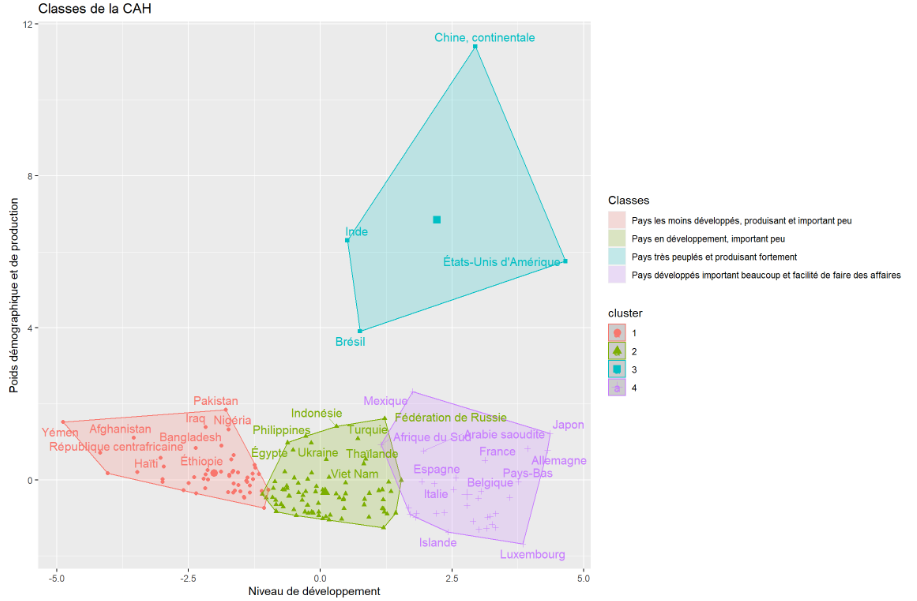 Classes de la CAH
12
Chine, continentale
8
Inde
États-Unis d'Amérique
4
Brésil
Mexique
Pakistan
Indonésie
Fédération de Russie
Yémen
Afghanistan
Iraq
Nigéria
Philippines
Turquie
Afrique du Sud
Arabie saoudite
Japon
République centrafricaine
Bangladesh
Égypte
Ukraine
Thaïlande
France
Allemagne
Haïti
Éthiopie
Viet Nam
Espagne
Pays-Bas
Belgique
Italie
0
Islande
Luxembourg
-5.0
-2.5
0.0
2.5
5.0
Niveau de développement
Poids démographique et de production
Classes
Pays les moins développés, produisant et important peu
Pays en développement, important peu
Pays très peuplés et produisant fortement
Pays développés important beaucoup et facilité de faire des affaires
cluster
1
2
3
4